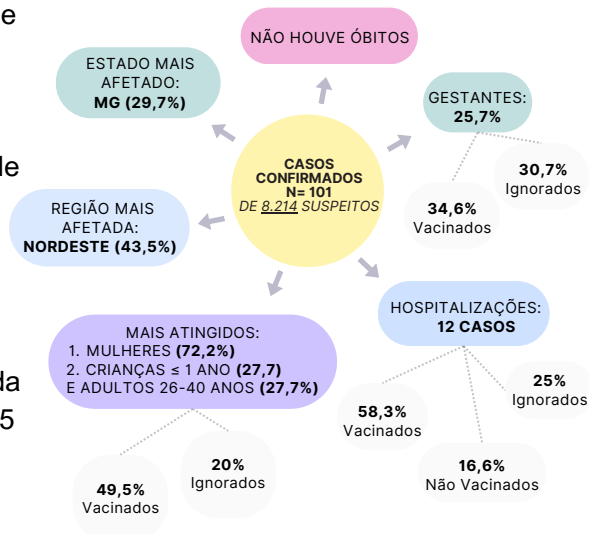 e
NÃO HOUVE ÓBITOS
ESTADO MAIS
AFETADO:
MG (29,7%)
GESTANTES:
25,7%
de
CASOS
CONFIRMADOS
N= 101
DE 8.214 SUSPEITOS
30,7%
Ignorados
34,6%
Vacinados
REGIÃO MAIS
AFETADA:
NORDESTE (43,5%)
HOSPITALIZAÇÕES:
12 CASOS
MAIS ATINGIDOS:
1. MULHERES (72,2%)
2. CRIANÇAS ≤ 1 ANO (27,7)
E ADULTOS 26-40 ANOS (27,7%)
da
5
25%
Ignorados
58,3%
Vacinados
16,6%
Não Vacinados
20%
Ignorados
49,5%
Vacinados